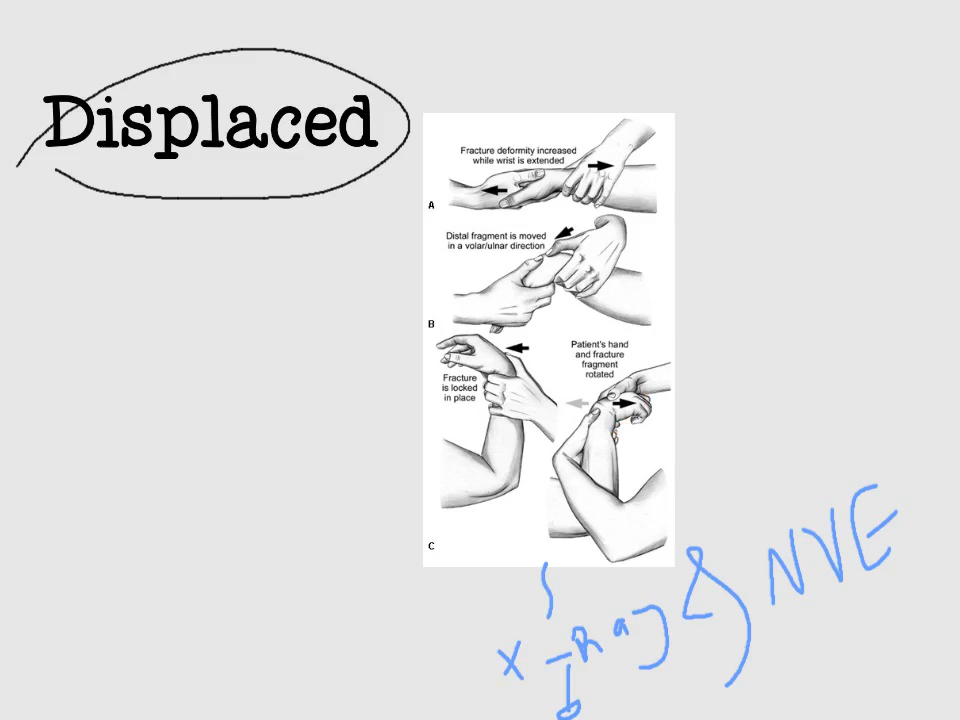 Displaced
Fracture deformity increased
while wrist is extended
A
Distal fragment is moved
in a volar/ulnar direction
B
Patient's hand
and fracture
fragment
rotated
Fracture
is locked
in place
C
X-Ray & NVE